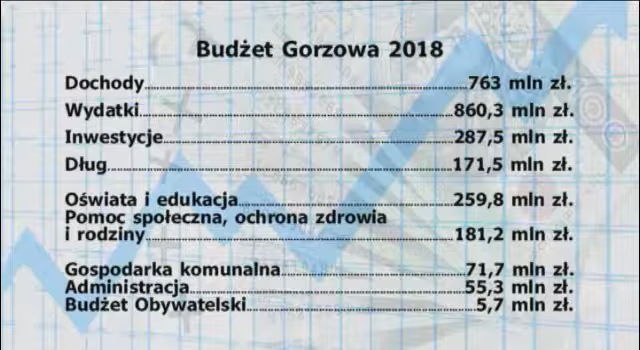 Budżet Gorzowa 2018
Dochody........................763 mln zł.
Wydatki........................860,3 mln zł.
Inwestycje........................287,5 mln zł.
Dług........................171,5 mln zł.
Oświata i edukacja........................259,8 mln zł.
Pomoc społeczna, ochrona zdrowia
i rodziny........................181,2 mln zł.
Gospodarka komunalna........................71,7 mln zł.
Administracja........................55,3 mln zł.
Budżet Obywatelski........................5,7 mln zł.